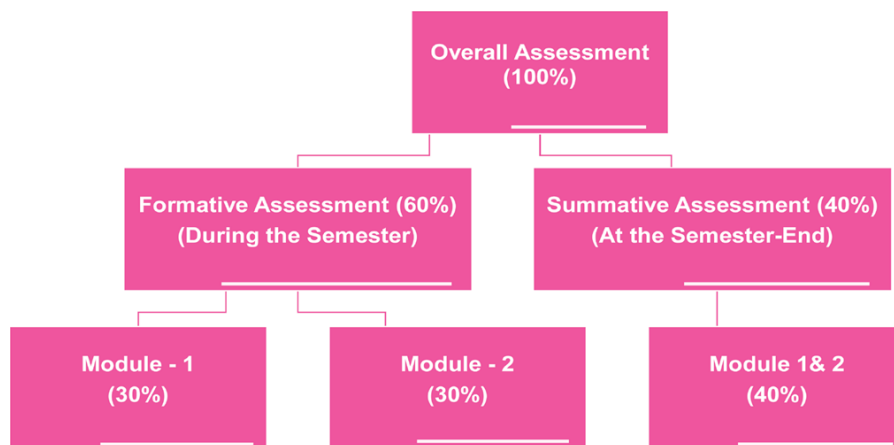 Overall Assessment
(100%)
Formative Assessment (60%)
(During the Semester)
Summative Assessment (40%)
(At the Semester-End)
Module - 1
(30%)
Module - 2
(30%)
Module 1& 2
(40%)